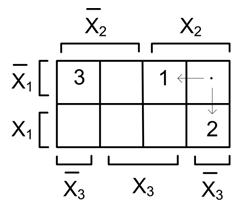 X̅₂ X₂
X̅₁ 3 1
X₁ 2
X̅₃ X₃ X̅₃